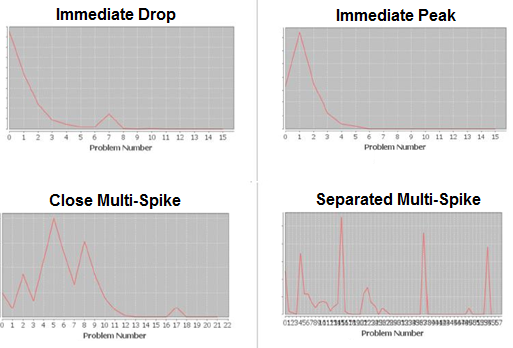 Immediate Drop
Immediate Peak
0 1 2 3 4 5 6 7 8 9 10 11 12 13 14 15
Problem Number
0 1 2 3 4 5 6 7 8 9 10 11 12 13 14 15
Problem Number
Close Multi-Spike
Separated Multi-Spike
0 1 2 3 4 5 6 7 8 9 10 11 12 13 14 15 16 17 18 19 20 21 22
Problem Number
Problem Number